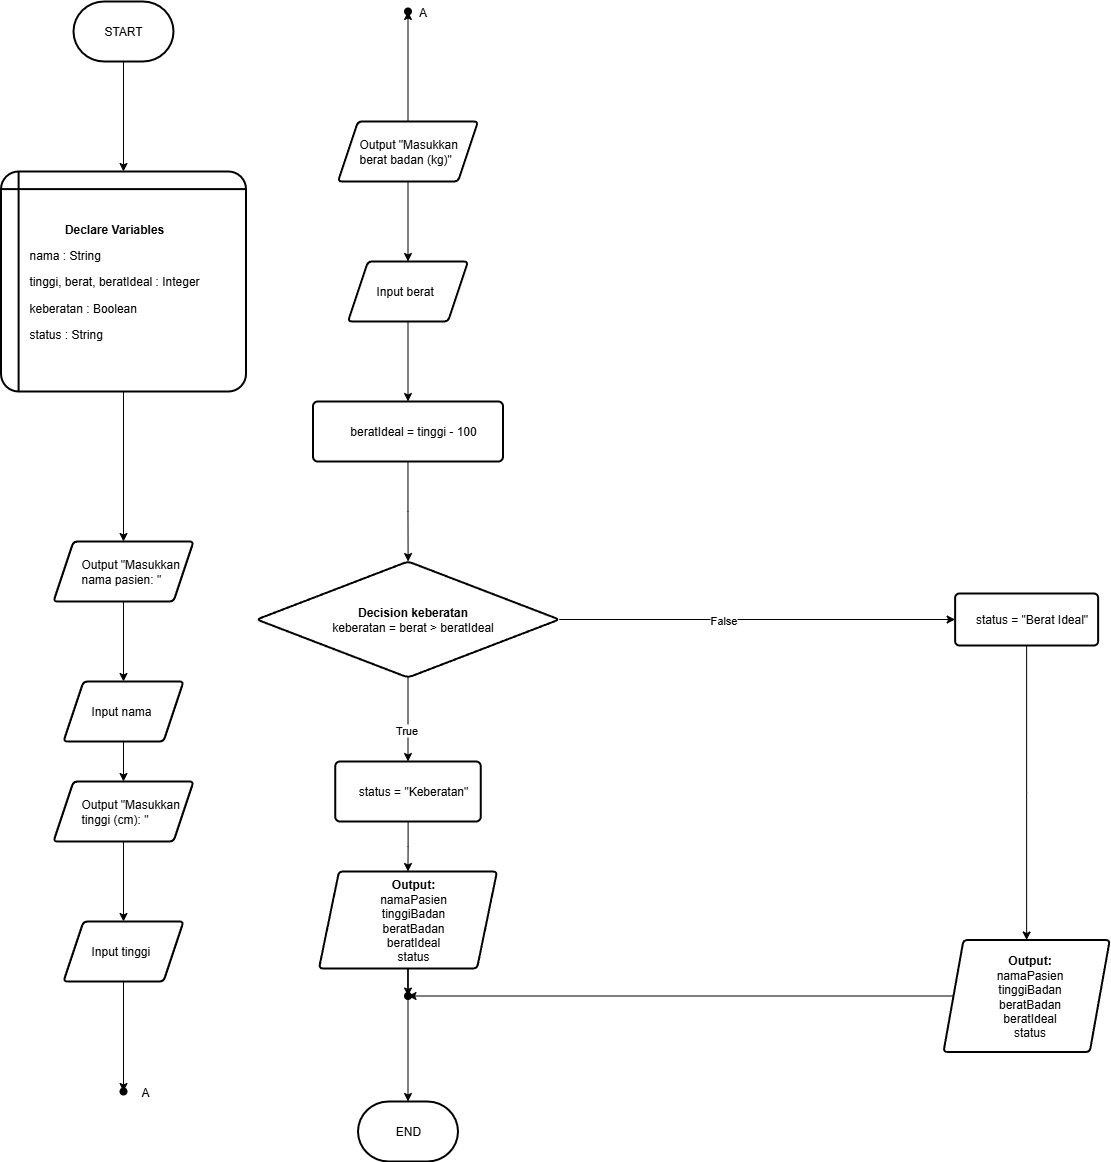 START
Declare Variables
nama : String
tinggi, berat, beratIdeal : Integer
keberatan : Boolean
status : String
Output "Masukkan
nama pasien: "
Input nama
Output "Masukkan
tinggi (cm): "
Input tinggi
A
A
Output "Masukkan
berat badan (kg)"
Input berat
beratIdeal = tinggi - 100
Decision keberatan
keberatan = berat > beratIdeal
False
status = "Berat Ideal"
True
status = "Keberatan"
Output:
namaPasien
tinggiBadan
beratBadan
beratIdeal
status
Output:
namaPasien
tinggiBadan
beratBadan
beratIdeal
status
END